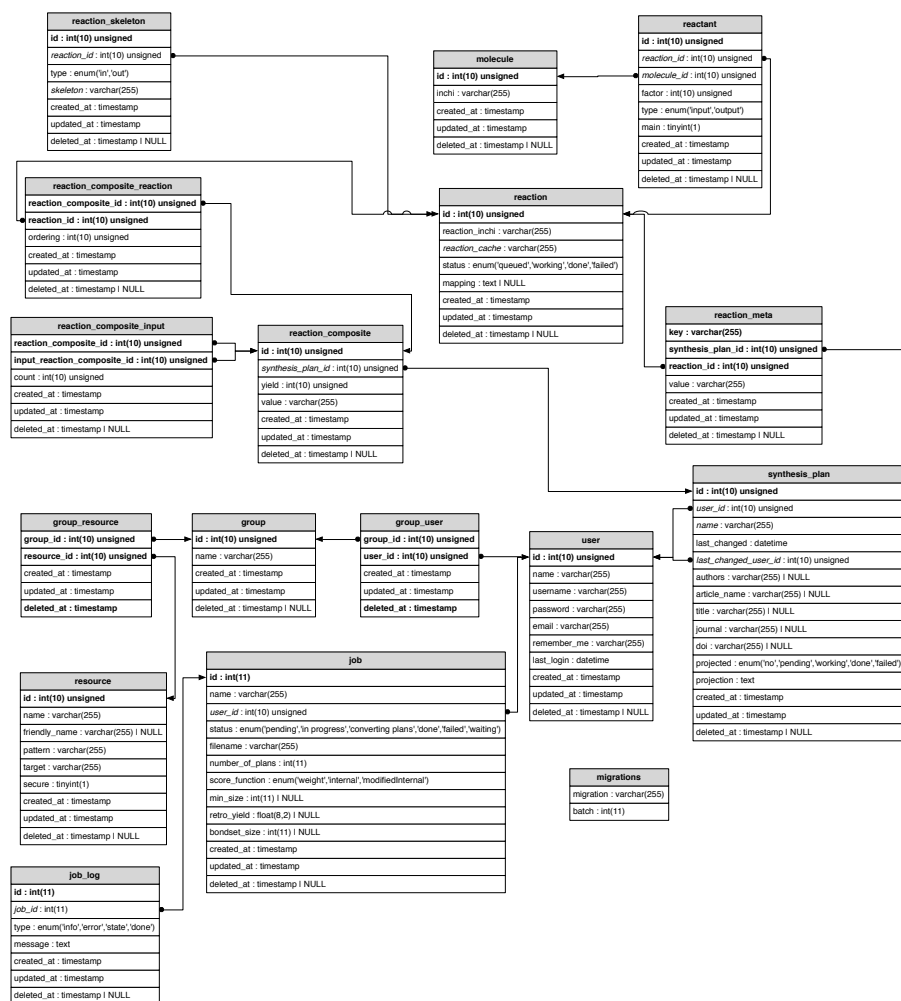 reaction_skeleton
id : int(10) unsigned
reaction_id : int(10) unsigned
type : enum('in','out')
skeleton : varchar(255)
created_at : timestamp
updated_at : timestamp
deleted_at : timestamp | NULL
molecule
id : int(10) unsigned
inchi : varchar(255)
created_at : timestamp
updated_at : timestamp
deleted_at : timestamp | NULL
reactant
id : int(10) unsigned
reaction_id : int(10) unsigned
molecule_id : int(10) unsigned
factor : int(10) unsigned
type : enum('input','output')
main : tinyint(1)
created_at : timestamp
updated_at : timestamp
deleted_at : timestamp | NULL
reaction_composite_reaction
reaction_composite_id : int(10) unsigned
reaction_id : int(10) unsigned
ordering : int(10) unsigned
created_at : timestamp
updated_at : timestamp
deleted_at : timestamp | NULL
reaction
id : int(10) unsigned
reaction_inchi : varchar(255)
reaction_cache : varchar(255)
status : enum('queued','working','done','failed')
mapping : text | NULL
created_at : timestamp
updated_at : timestamp
deleted_at : timestamp | NULL
reaction_composite_input
reaction_composite_id : int(10) unsigned
input_reaction_composite_id : int(10) unsigned
count : int(10) unsigned
created_at : timestamp
updated_at : timestamp
deleted_at : timestamp | NULL
reaction_composite
id : int(10) unsigned
synthesis_plan_id : int(10) unsigned
yield : int(10) unsigned
value : varchar(255)
created_at : timestamp
updated_at : timestamp
deleted_at : timestamp | NULL
reaction_meta
key : varchar(255)
synthesis_plan_id : int(10) unsigned
reaction_id : int(10) unsigned
value : varchar(255)
created_at : timestamp
updated_at : timestamp
deleted_at : timestamp | NULL
synthesis_plan
id : int(10) unsigned
user_id : int(10) unsigned
name : varchar(255)
last_changed : datetime
last_changed_user_id : int(10) unsigned
authors : varchar(255) | NULL
article_name : varchar(255) | NULL
title : varchar(255) | NULL
journal : varchar(255) | NULL
doi : varchar(255) | NULL
projected : enum('no','pending','working','done','failed')
projection : text
created_at : timestamp
updated_at : timestamp
deleted_at : timestamp | NULL
group_resource
group_id : int(10) unsigned
resource_id : int(10) unsigned
created_at : timestamp
updated_at : timestamp
deleted_at : timestamp
group
id : int(10) unsigned
name : varchar(255)
created_at : timestamp
updated_at : timestamp
deleted_at : timestamp | NULL
group_user
group_id : int(10) unsigned
user_id : int(10) unsigned
created_at : timestamp
updated_at : timestamp
deleted_at : timestamp
user
id : int(10) unsigned
name : varchar(255)
username : varchar(255)
password : varchar(255)
email : varchar(255)
remember_me : varchar(255)
last_login : datetime
created_at : timestamp
updated_at : timestamp
deleted_at : timestamp | NULL
resource
id : int(10) unsigned
name : varchar(255)
friendly_name : varchar(255) | NULL
pattern : varchar(255)
target : varchar(255)
secure : tinyint(1)
created_at : timestamp
updated_at : timestamp
deleted_at : timestamp | NULL
job
id : int(11)
name : varchar(255)
user_id : int(10) unsigned
status : enum('pending','in progress','converting plans','done','failed','waiting')
filename : varchar(255)
number_of_plans : int(11)
score_function : enum('weight','internal','modifiedInternal')
min_size : int(11) | NULL
retro_yield : float(8,2) | NULL
bondset_size : int(11) | NULL
created_at : timestamp
updated_at : timestamp
deleted_at : timestamp | NULL
migrations
migration : varchar(255)
batch : int(11)
job_log
id : int(11)
job_id : int(11)
type : enum('info','error','state','done')
message : text
created_at : timestamp
updated_at : timestamp
deleted_at : timestamp | NULL